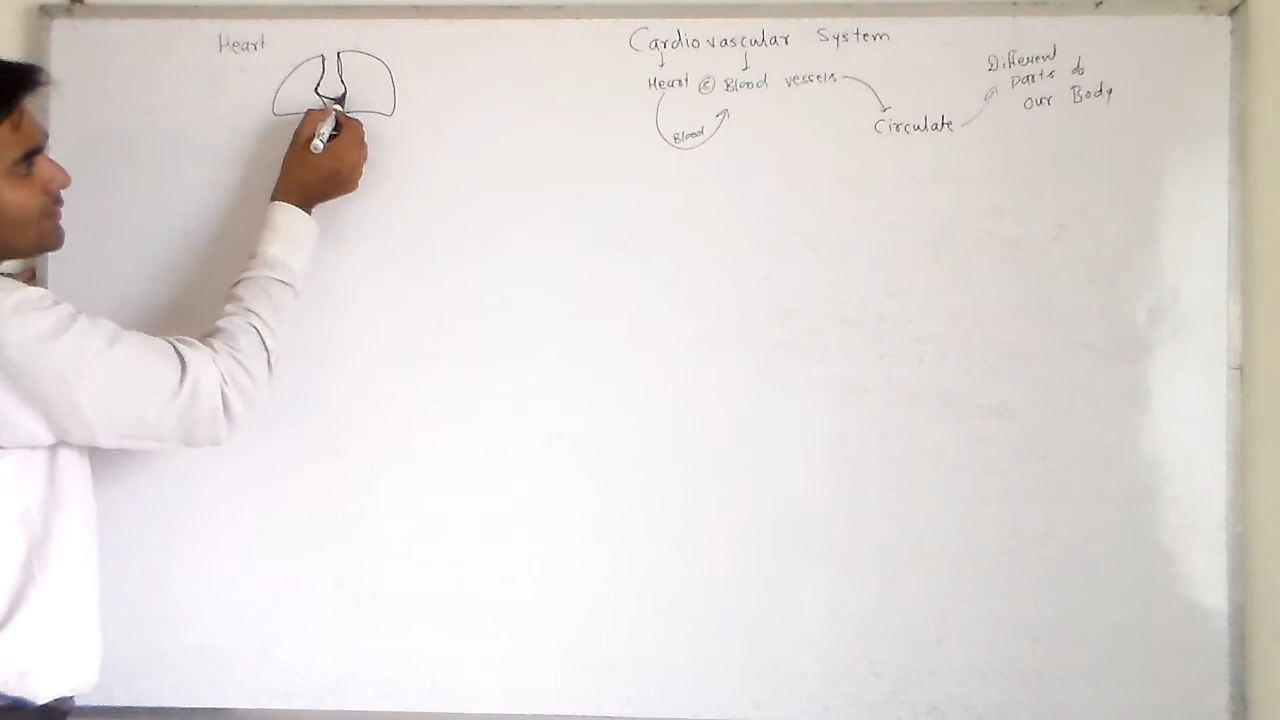 Heart
Cardiovascular System
Heart © Blood vessels
Blood
Circulate
Different
parts of
our Body